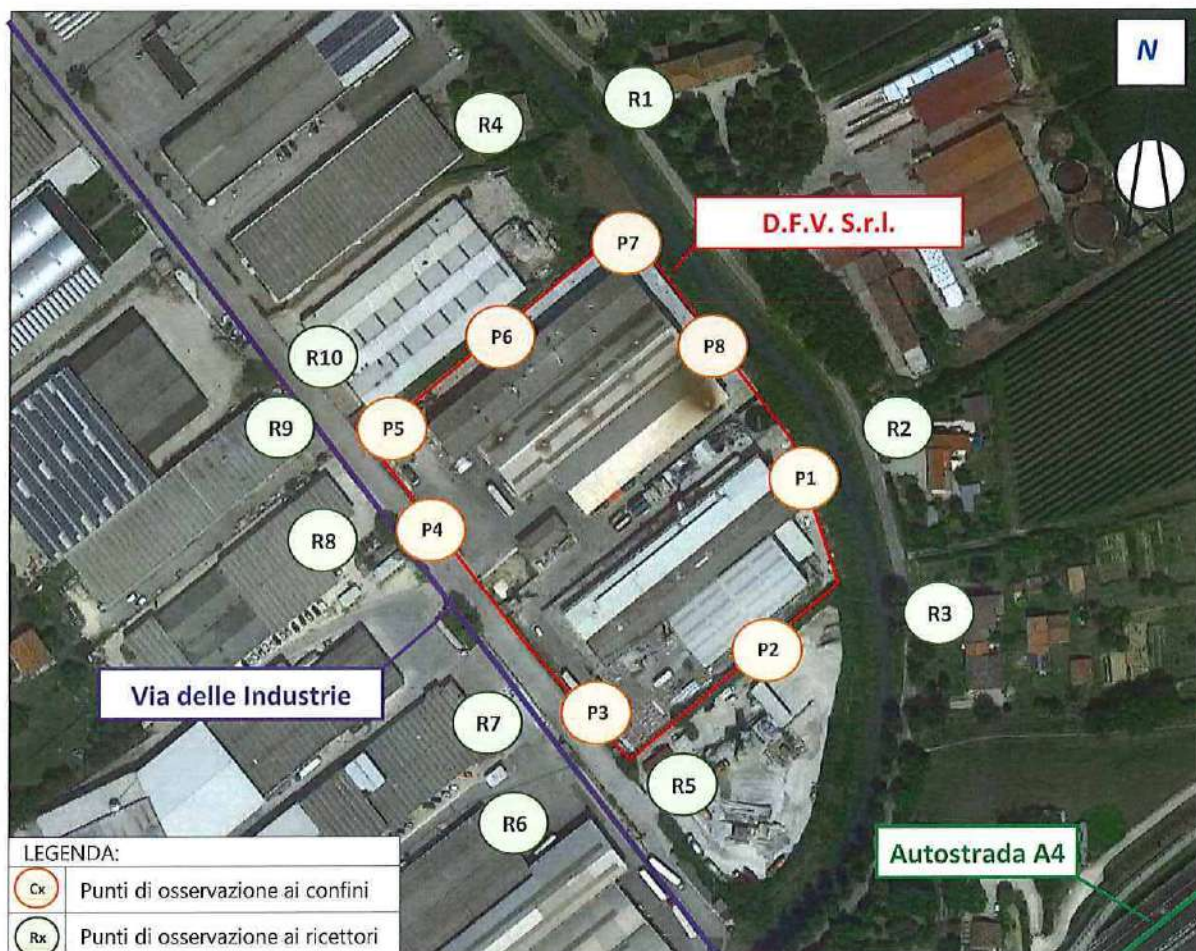 N
R1
R4
D.F.V. S.r.l.
P7
P6
P8
R10
R9
P5
R2
P1
P4
R8
R3
P2
Via delle Industrie
P3
R7
R5
R6
Autostrada A4
LEGENDA:
Cx Punti di osservazione ai confini
Rx Punti di osservazione ai ricettori